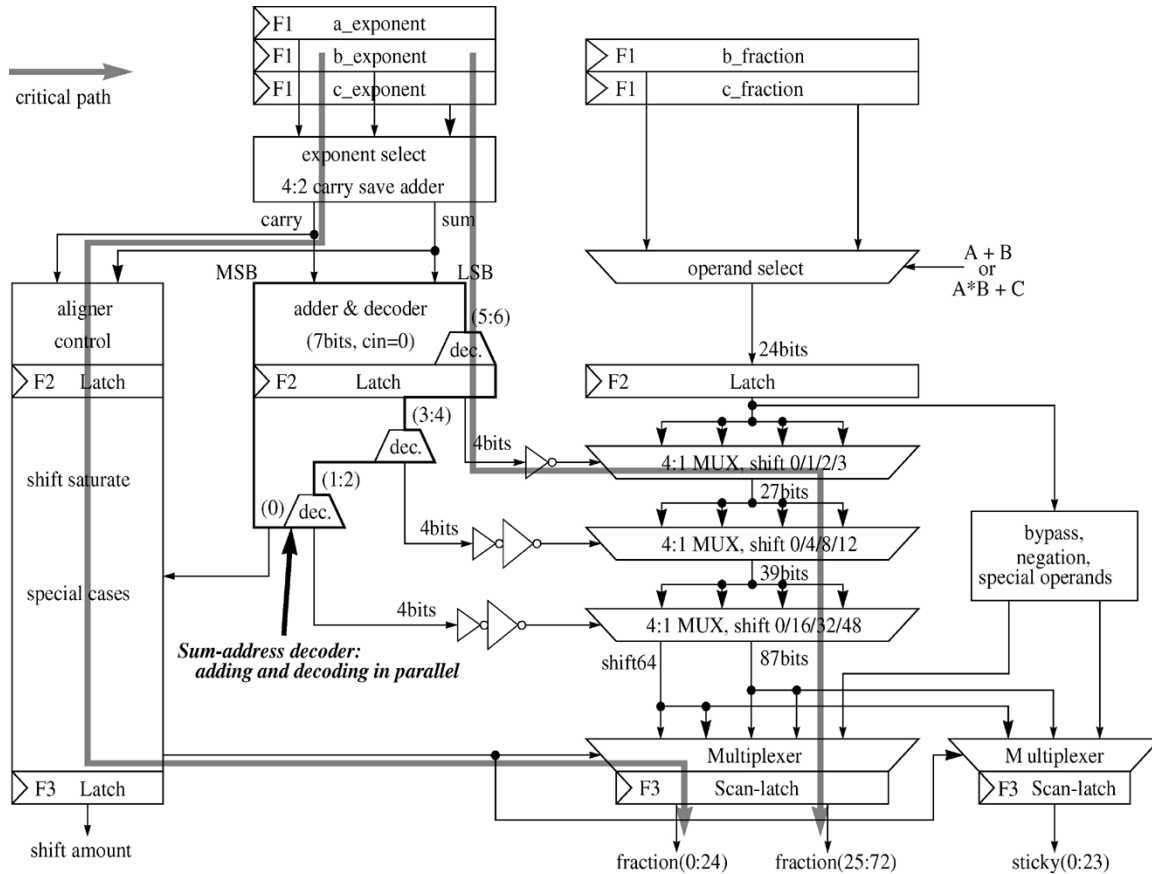 F1 a_exponent
F1 b_exponent
F1 c_exponent
critical path
F1 b_fraction
F1 c_fraction
exponent select
4:2 carry save adder
carry
sum
MSB
LSB
operand select
A + B
or
A*B + C
aligner
control
adder & decoder
(7bits, cin=0)
(5:6)
dec.
24bits
F2 Latch
F2 Latch
F2 Latch
(3:4)
dec.
4bits
4:1 MUX, shift 0/1/2/3
27bits
shift saturate
(1:2)
(0)
dec.
4bits
4:1 MUX, shift 0/4/8/12
39bits
bypass,
negation,
special operands
special cases
4bits
4:1 MUX, shift 0/16/32/48
shift64
87bits
Sum-address decoder:
adding and decoding in parallel
Multiplexer
M ultiplexer
F3 Latch
F3 Scan-latch
F3 Scan-latch
shift amount
fraction(0:24)
fraction(25:72)
sticky(0:23)